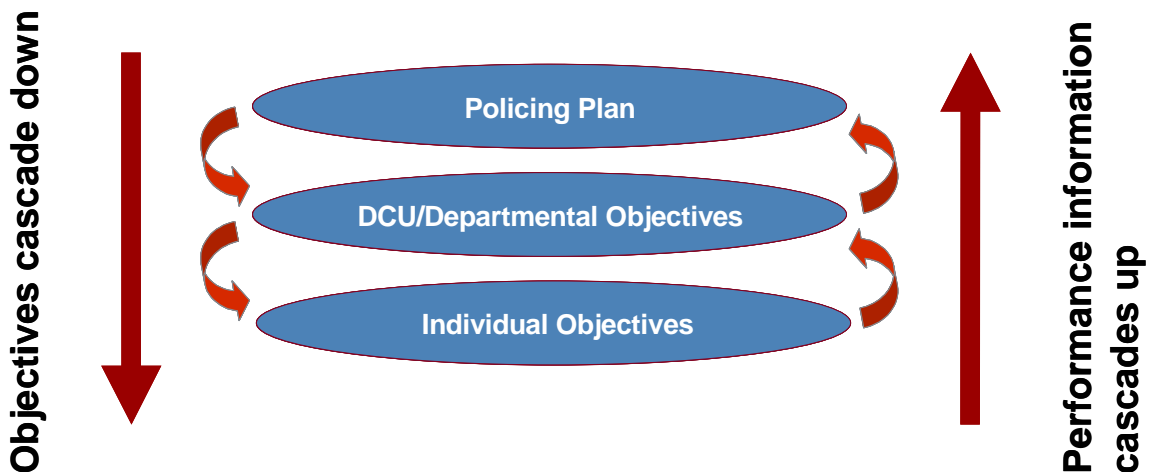 Objectives cascade down
Policing Plan
DCU/Departmental Objectives
Individual Objectives
Performance information
cascades up